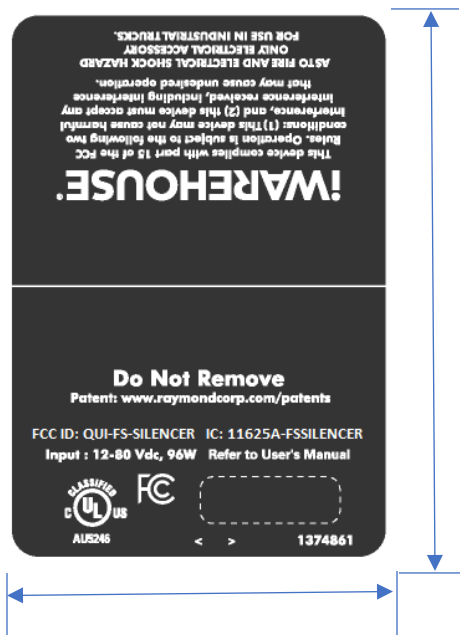 iWAREHOUSE®
This device complies with part 15 of the FCC
Rules. Operation is subject to the following two
conditions: (1)This device may not cause harmful
Interference, and (2) this device must accept any
Interference received, including Interference
that may cause undesired operation.
ASTO FIRE AND ELECTRICAL SHOCK HAZARD
ONLY ELECTRICAL ACCESSORY
FOR USE IN INDUSTRIAL TRUCKS.
Do Not Remove
Patent: www.raymondcorp.com/patents
FCC ID: QUI-FS-SILENCER IC: 11625A-FSSILENCER
Input : 12-80 Vdc, 96W Refer to User's Manual
CLASSIFIED
C UL US
FC
AU5246
< > 1374861